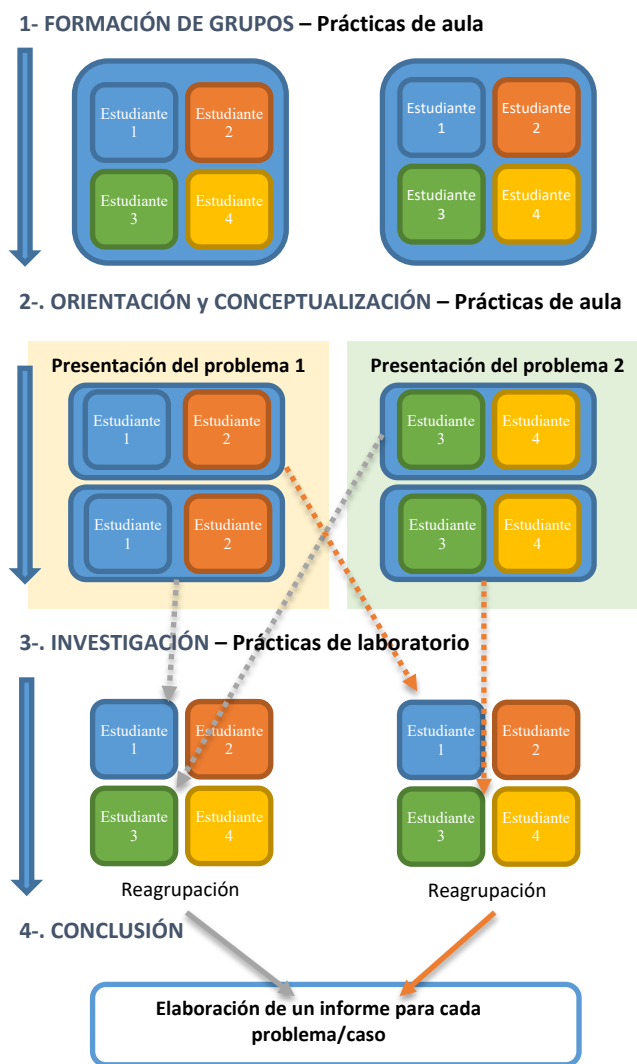 1- FORMACIÓN DE GRUPOS – Prácticas de aula
Estudiante
1
Estudiante
2
Estudiante
3
Estudiante
4
Estudiante
1
Estudiante
2
Estudiante
3
Estudiante
4
2-. ORIENTACIÓN y CONCEPTUALIZACIÓN – Prácticas de aula
Presentación del problema 1
Estudiante
1
Estudiante
2
Estudiante
1
Estudiante
2
Presentación del problema 2
Estudiante
3
Estudiante
4
Estudiante
3
Estudiante
4
3-. INVESTIGACIÓN – Prácticas de laboratorio
Estudiante
1
Estudiante
2
Estudiante
3
Estudiante
4
Reagrupación
Estudiante
1
Estudiante
2
Estudiante
3
Estudiante
4
Reagrupación
4-. CONCLUSIÓN
Elaboración de un informe para cada
problema/caso